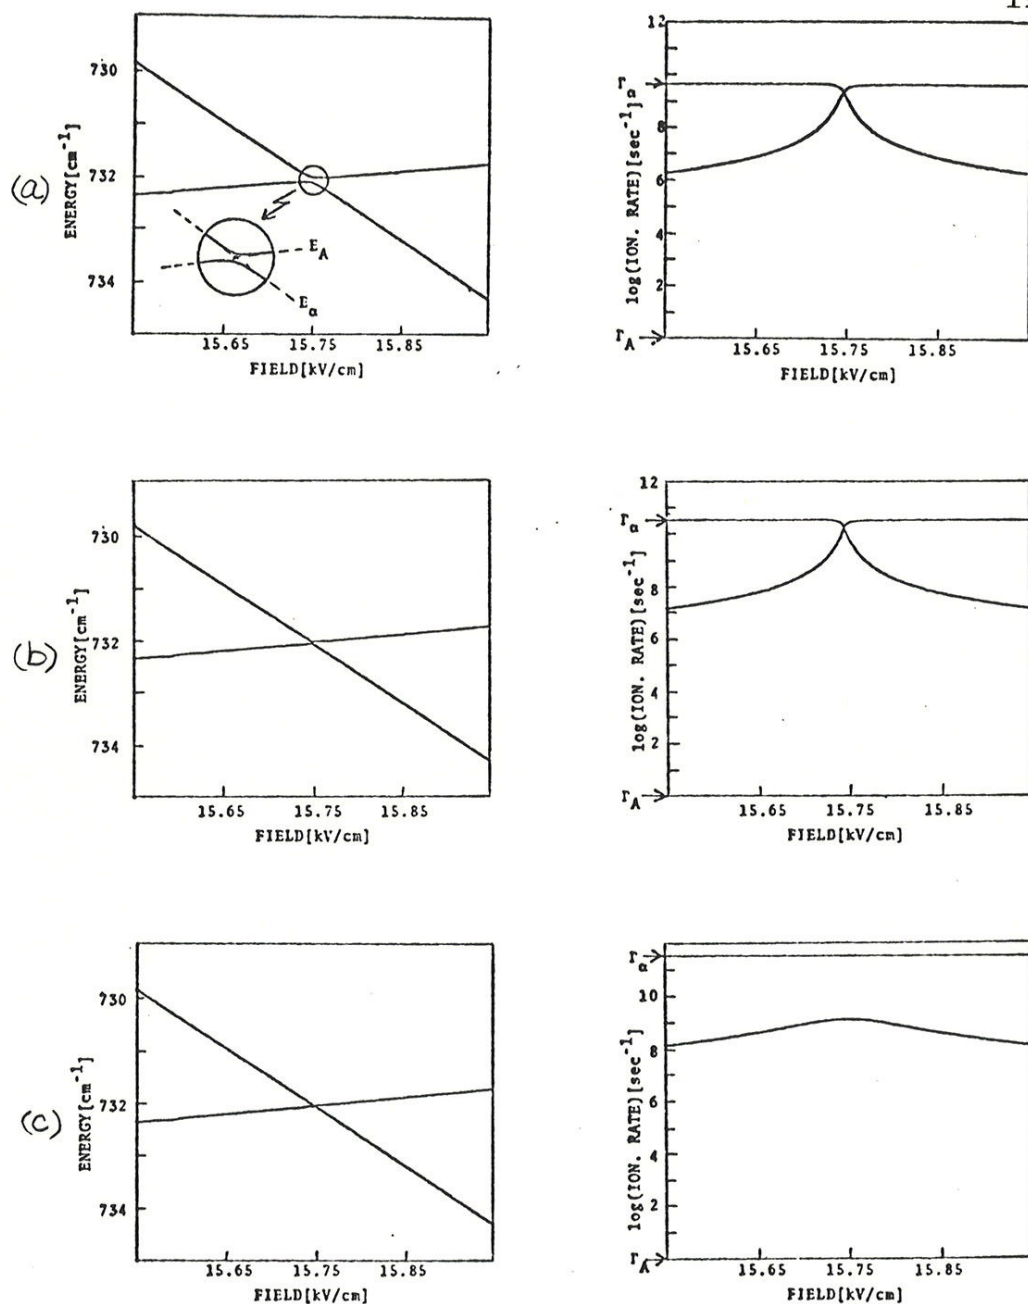 (a)
ENERGY[cm⁻¹]
730
732
734
E_A
E_α
15.65 15.75 15.85
FIELD[kV/cm]
log(ION. RATE)[sec⁻¹]
12
Γ_α
8
6
4
2
Γ_A
15.65 15.75 15.85
FIELD[kV/cm]
(b)
ENERGY[cm⁻¹]
730
732
734
15.65 15.75 15.85
FIELD[kV/cm]
log(ION. RATE)[sec⁻¹]
12
Γ_α
8
6
4
2
Γ_A
15.65 15.75 15.85
FIELD[kV/cm]
(c)
ENERGY[cm⁻¹]
730
732
734
15.65 15.75 15.85
FIELD[kV/cm]
log(ION. RATE)[sec⁻¹]
Γ_α
10
8
6
4
2
Γ_A
15.65 15.75 15.85
FIELD[kV/cm]